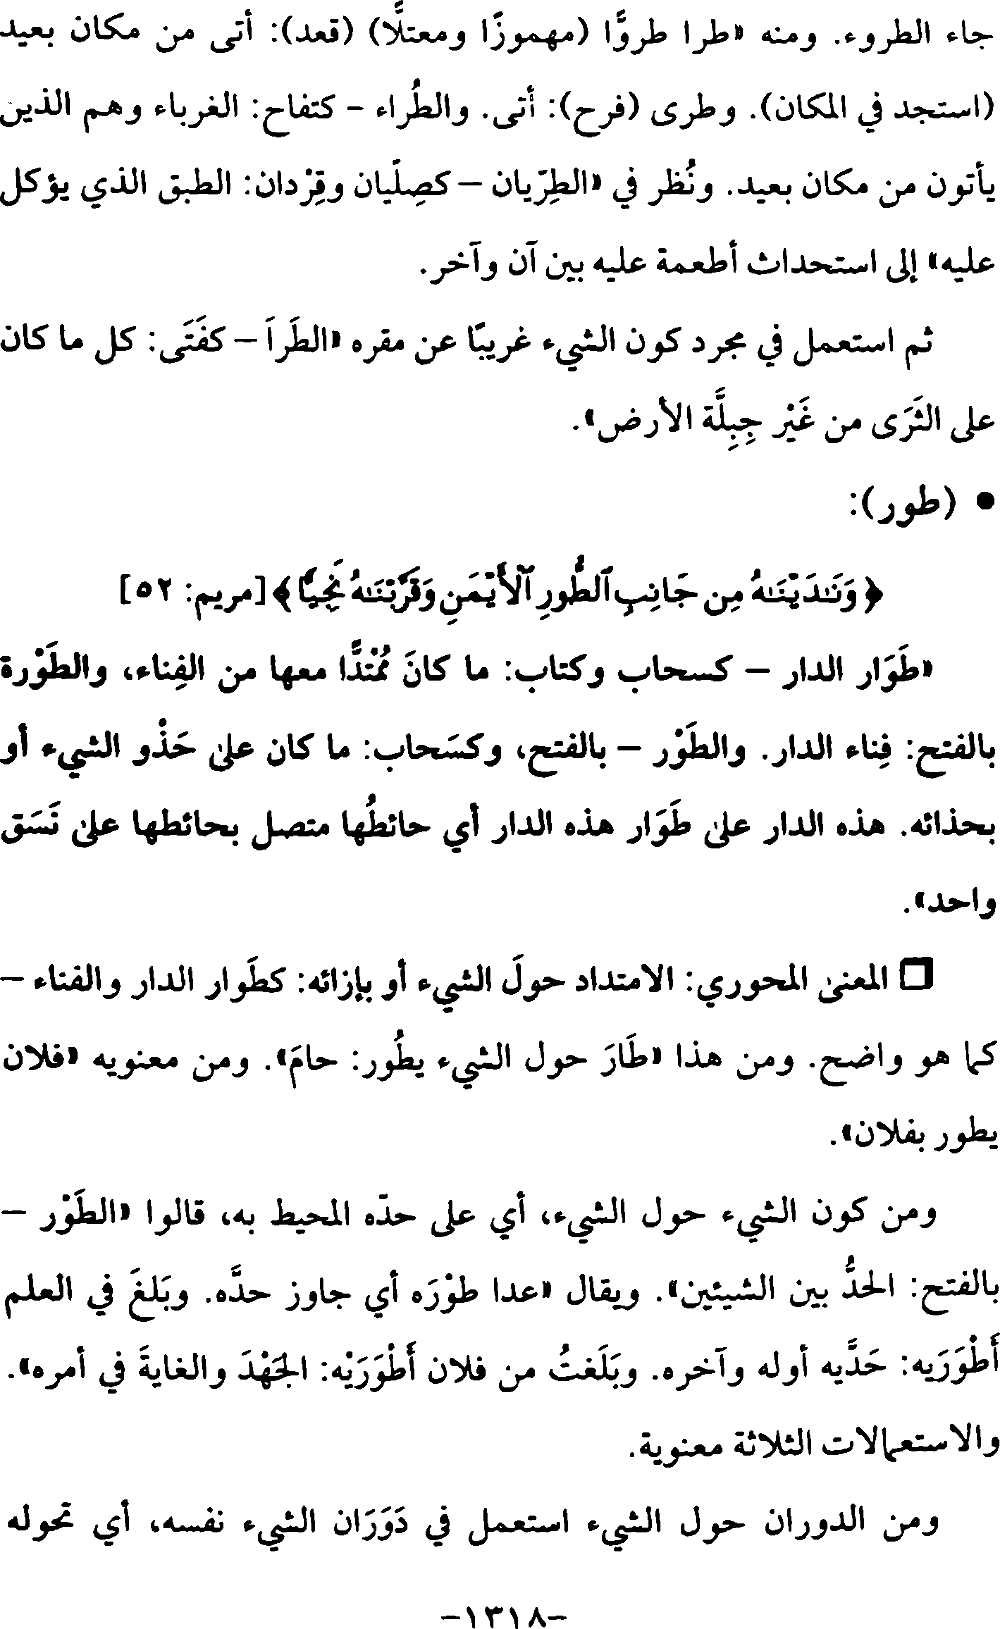 جاء الطروء. ومنه «طرا طروًّا (مهموزًا ومعتلًّا) (قعد): أتى من مكان بعيد
(استجد في المكان). وطرى (فرح): أتى. والطُراء - كتفاح: الغرباء وهم الذين
يأتون من مكان بعيد. ونُظر في «الطِرّيان – كصِلّيان وقِرْدان: الطبق الذي يؤكل
عليه» إلى استحداث أطعمة عليه بين آن وآخر.
ثم استعمل في مجرد كون الشيء غريبًا عن مقره «الطَرآ – كفَتَى: كل ما كان
على الثَرَى من غَيْر جِبِلَّة الأرض».
• (طور):
﴿وَنَـٰدَيْنَـٰهُ مِن جَانِبِ ٱلطُّورِ ٱلْأَيْمَنِ وَقَرَّبْنَـٰهُ نَجِيًّا﴾ [مريم: ٥٢]
«طَوَار الدار – كسحاب وكتاب: ما كانَ مُمْتدًّا معها من الفِناء، والطَوْرة
بالفتح: فِناء الدار. والطَوْر – بالفتح، وكسَحاب: ما كان علىٰ حَذْو الشيء أو
بحذائه. هذه الدار علىٰ طَوَار هذه الدار أي حائطُها متصل بحائطها علىٰ نَسَق
واحد».
❑ المعنىٰ المحوري: الامتداد حولَ الشيء أو بإزائه: كطَوار الدار والفناء –
كما هو واضح. ومن هذا «طَارَ حول الشيء يطُور: حامَ». ومن معنويه «فلان
يطور بفلان».
ومن كون الشيء حول الشيء، أي على حدّه المحيط به، قالوا «الطَوْر –
بالفتح: الحدُّ بين الشيئين». ويقال «عدا طوْرَه أي جاوز حدَّه. وبَلغَ في العلم
أَطْوَرَيه: حَدَّيه أوله وآخره. وبَلَغتُ من فلان أَطْوَرَيْه: الجَهْدَ والغايةَ في أمره».
والاستعمالات الثلاثة معنوية.
ومن الدوران حول الشيء استعمل في دَوَرَان الشيء نفسه، أي تحوله
-١٣١٨-